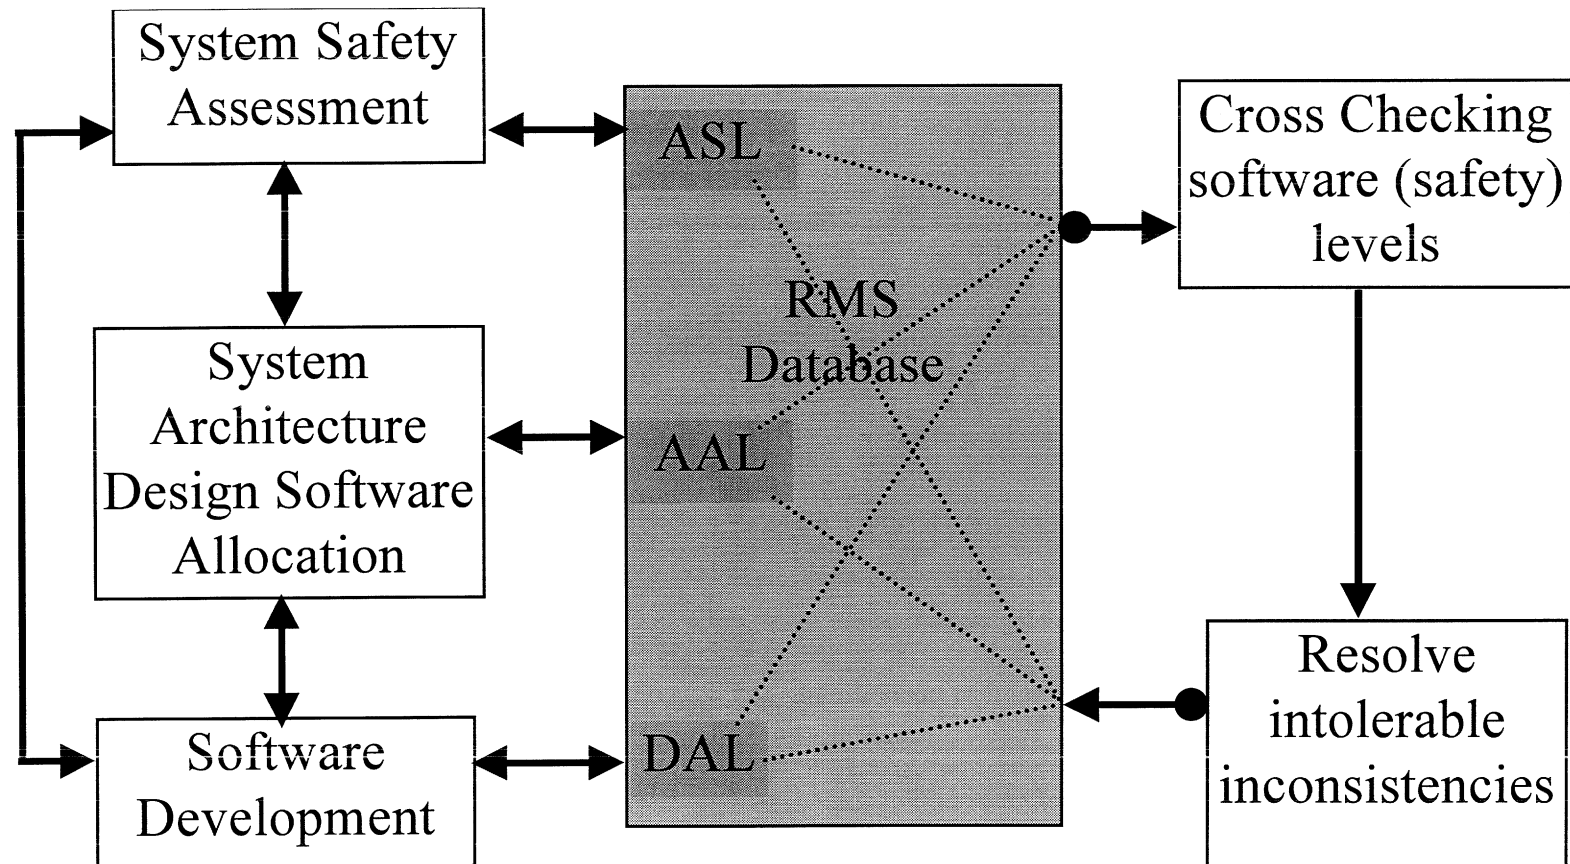 System Safety
Assessment
System
Architecture
Design Software
Allocation
Software
Development
ASL
RMS
Database
AAL
DAL
Cross Checking
software (safety)
levels
Resolve
intolerable
inconsistencies